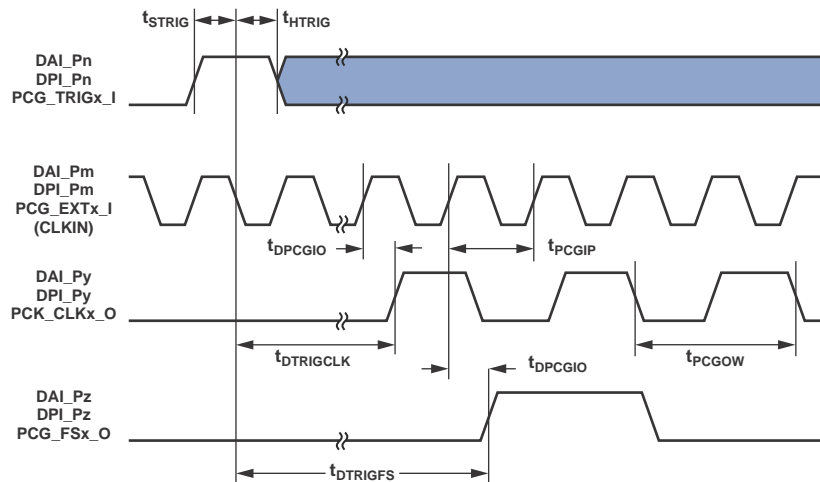 tSTRIG
tHTRIG
DAI_Pn
DPI_Pn
PCG_TRIGx_I
DAI_Pm
DPI_Pm
PCG_EXTx_I
(CLKIN)
tDPCGIO
tPCGIP
DAI_Py
DPI_Py
PCK_CLKx_O
tDTRIGCLK
tDPCGIO
tPCGOW
DAI_Pz
DPI_Pz
PCG_FSx_O
tDTRIGFS